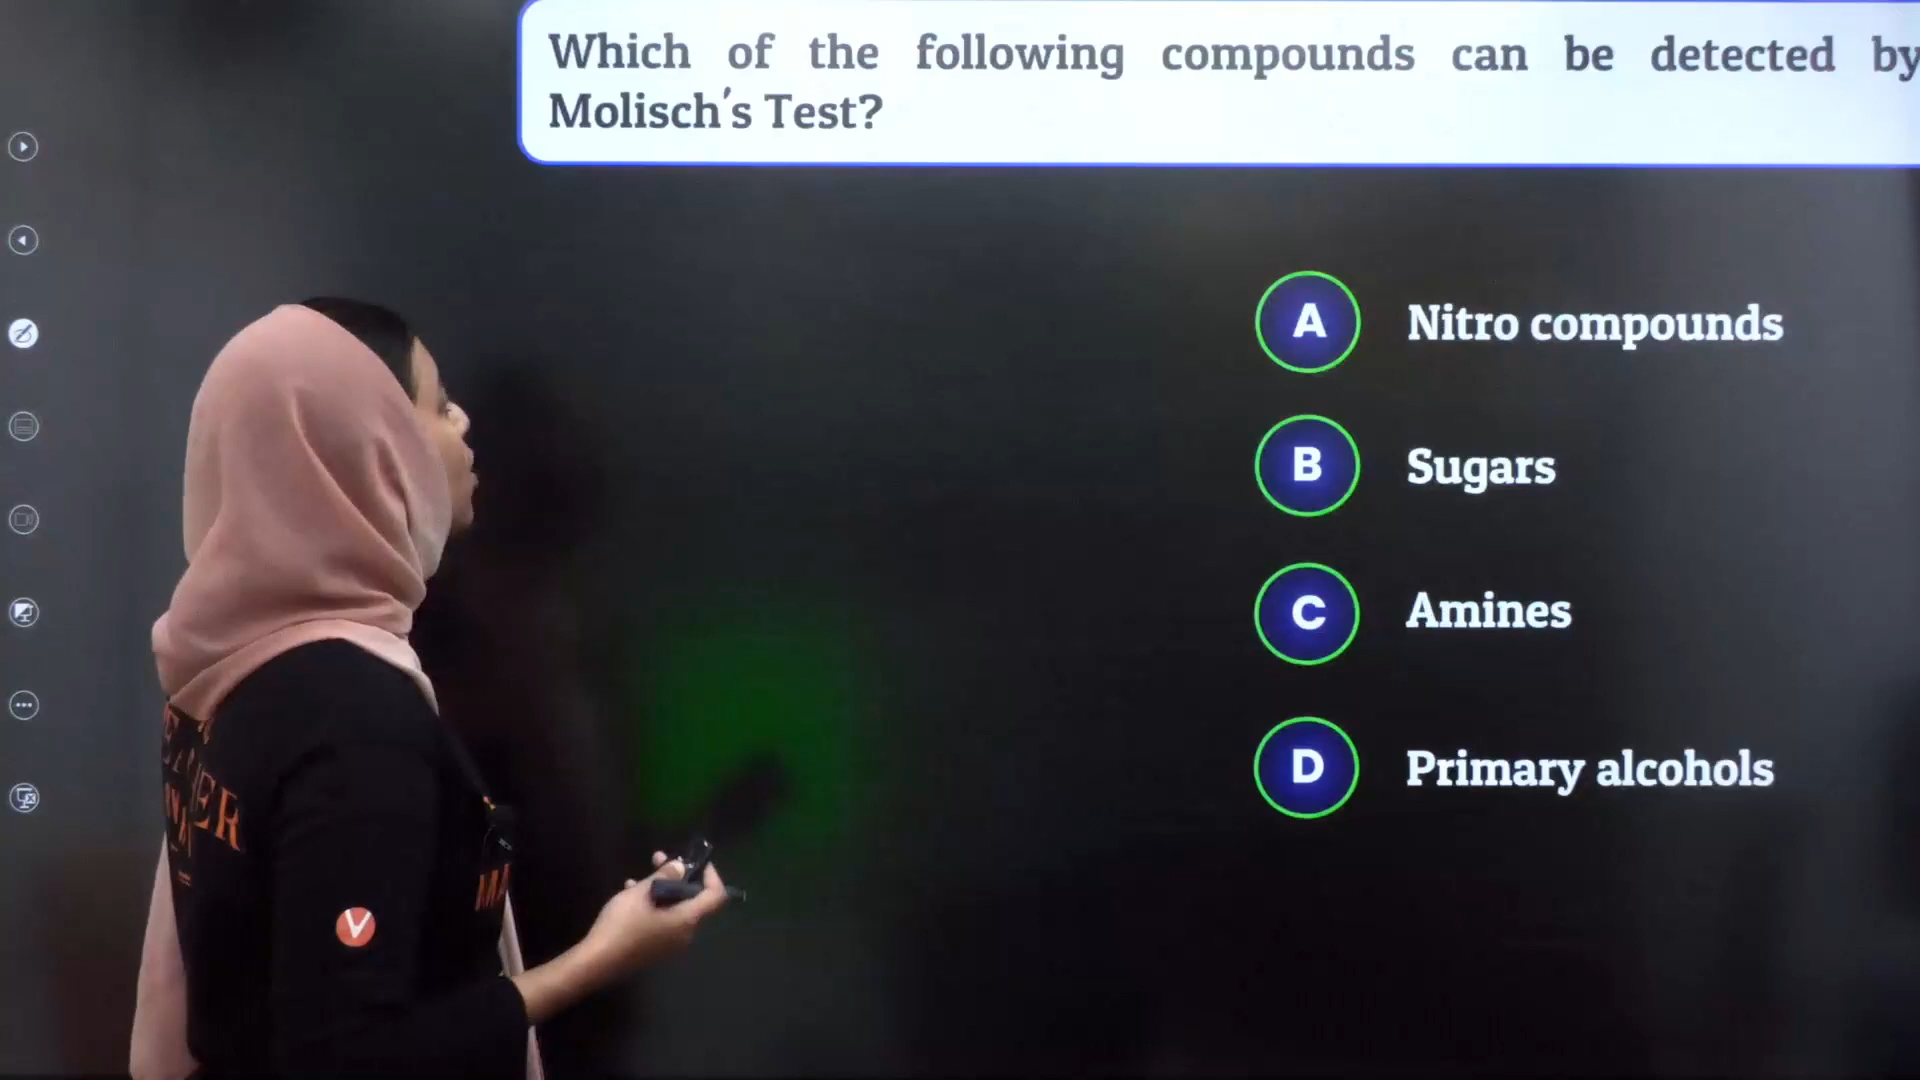 Which of the following compounds can be detected by
Molisch's Test?
A Nitro compounds
B Sugars
C Amines
D Primary alcohols
V